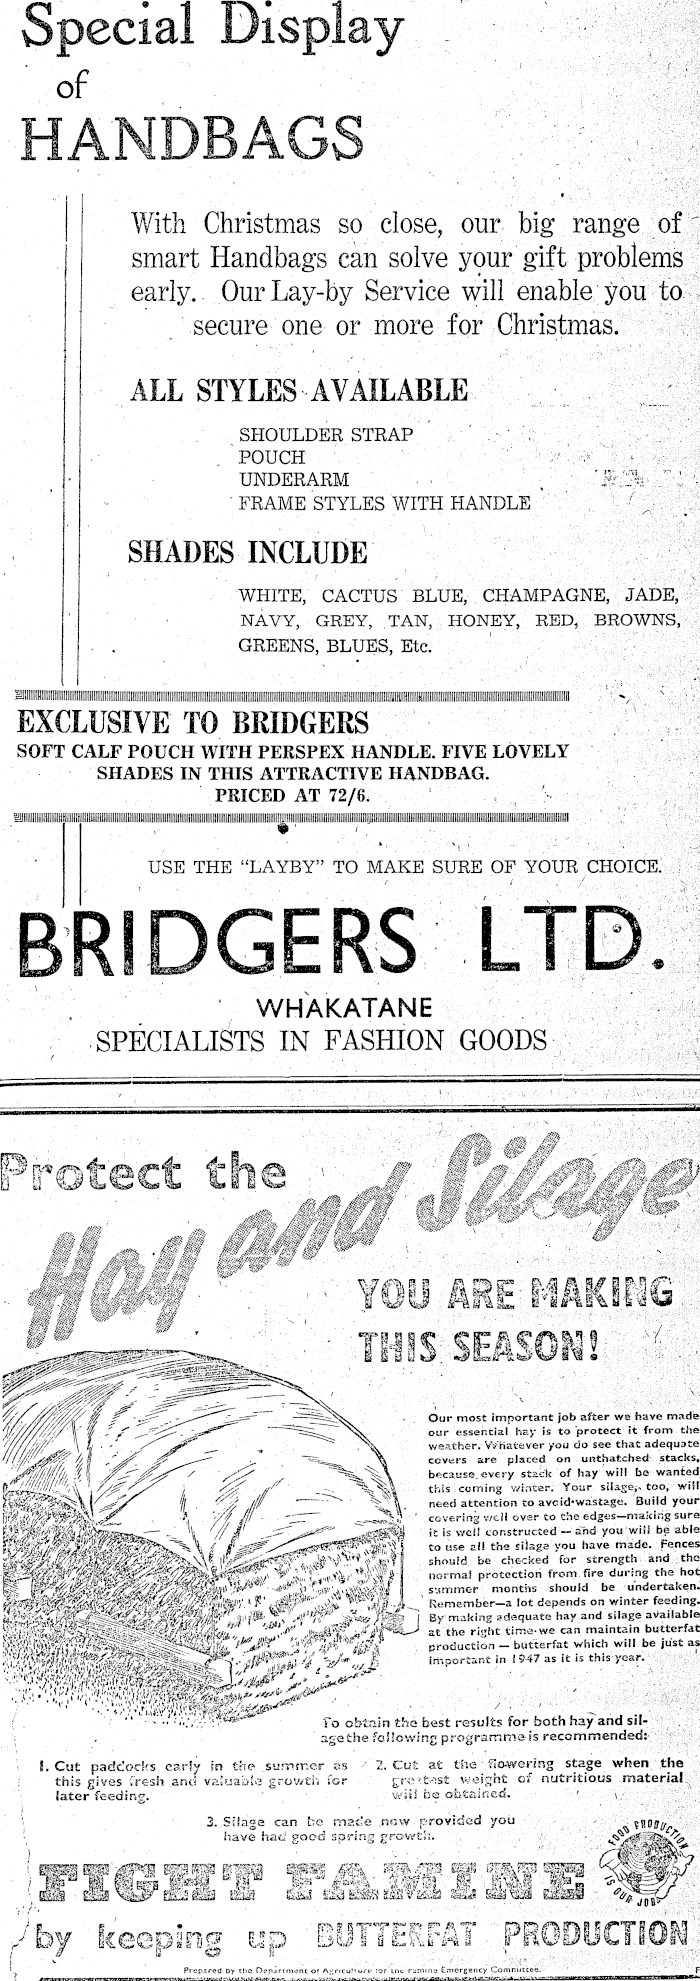 Special Display
of
HANDBAGS
With Christmas so close, our big range of
smart Handbags can solve your gift problems
early. Our Lay-by Service will enable you to
secure one or more for Christmas.
ALL STYLES AVAILABLE
SHOULDER STRAP
POUCH
UNDERARM
FRAME STYLES WITH HANDLE
SHADES INCLUDE
WHITE, CACTUS BLUE, CHAMPAGNE, JADE,
NAVY, GREY, TAN, HONEY, RED, BROWNS,
GREENS, BLUES, Etc.
EXCLUSIVE TO BRIDGERS
SOFT CALF POUCH WITH PERSPEX HANDLE. FIVE LOVELY
SHADES IN THIS ATTRACTIVE HANDBAG.
PRICED AT 72/6.
USE THE "LAYBY" TO MAKE SURE OF YOUR CHOICE.
BRIDGERS LTD.
WHAKATANE
SPECIALISTS IN FASHION GOODS
Protect the
Hay and Silage
YOU ARE MAKING
THIS SEASON!
Our most important job after we have made
our essential hay is to protect it from the
weather. Whatever you do see that adequate
covers are placed on unthatched stacks,
because every stack of hay will be wanted
this coming winter. Your silage, too, will
need attention to avoid wastage. Build your
covering well over to the edges—making sure
it is well constructed — and you will be able
to use all the silage you have made. Fences
should be checked for strength and the
normal protection from fire during the hot
summer months should be undertaken.
Remember—a lot depends on winter feeding.
By making adequate hay and silage available
at the right time we can maintain butterfat
production — butterfat which will be just as
important in 1947 as it is this year.
To obtain the best results for both hay and sil-
age the following programme is recommended:
1. Cut paddocks early in the summer as
this gives fresh and valuable growth for
later feeding.
2. Cut at the flowering stage when the
greatest weight of nutritious material
will be obtained.
3. Silage can be made now provided you
have had good spring growth.
FOOD PRODUCTION
IS OUR JOB
FIGHT FAMINE
by keeping up BUTTERFAT PRODUCTION
Prepared by the Department of Agriculture for the Famine Emergency Committee.